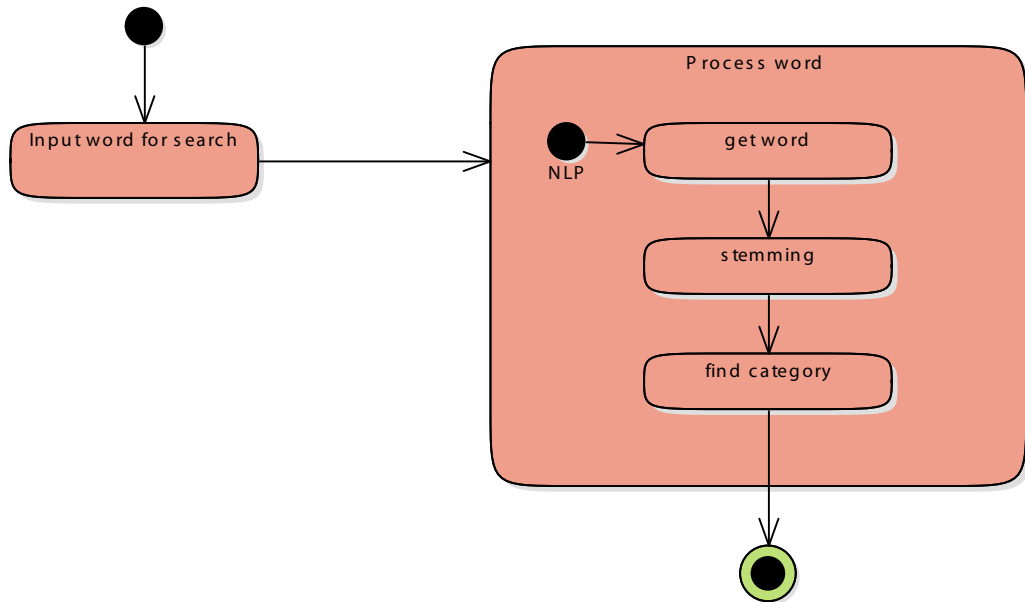 Process word
Input word for search
get word
NLP
stemming
find category